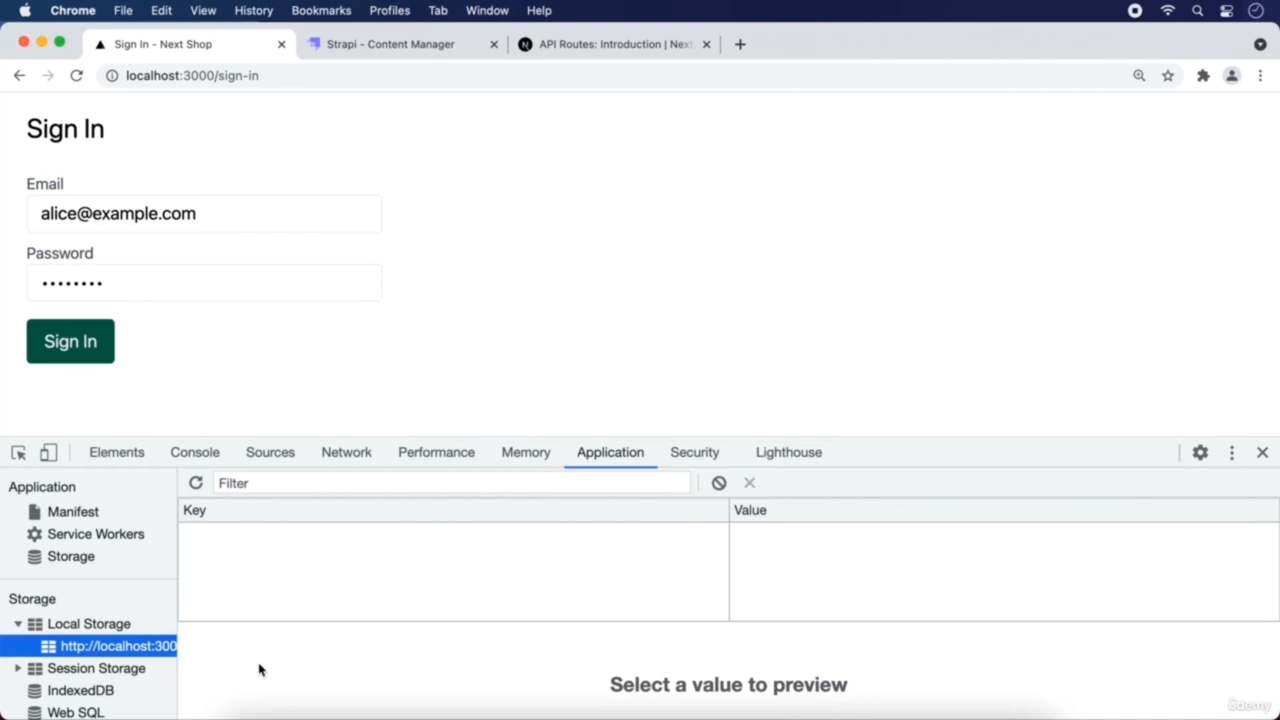 Chrome File Edit View History Bookmarks Profiles Tab Window Help
Sign In - Next Shop
Strapi - Content Manager
API Routes: Introduction | Next
localhost:3000/sign-in
Sign In
Email
alice@example.com
Password
Sign In
Elements Console Sources Network Performance Memory Application Security Lighthouse
Application
Manifest
Service Workers
Storage
Storage
Local Storage
http://localhost:300
Session Storage
IndexedDB
Web SQL
Filter
Key Value
Select a value to preview
ûdemy